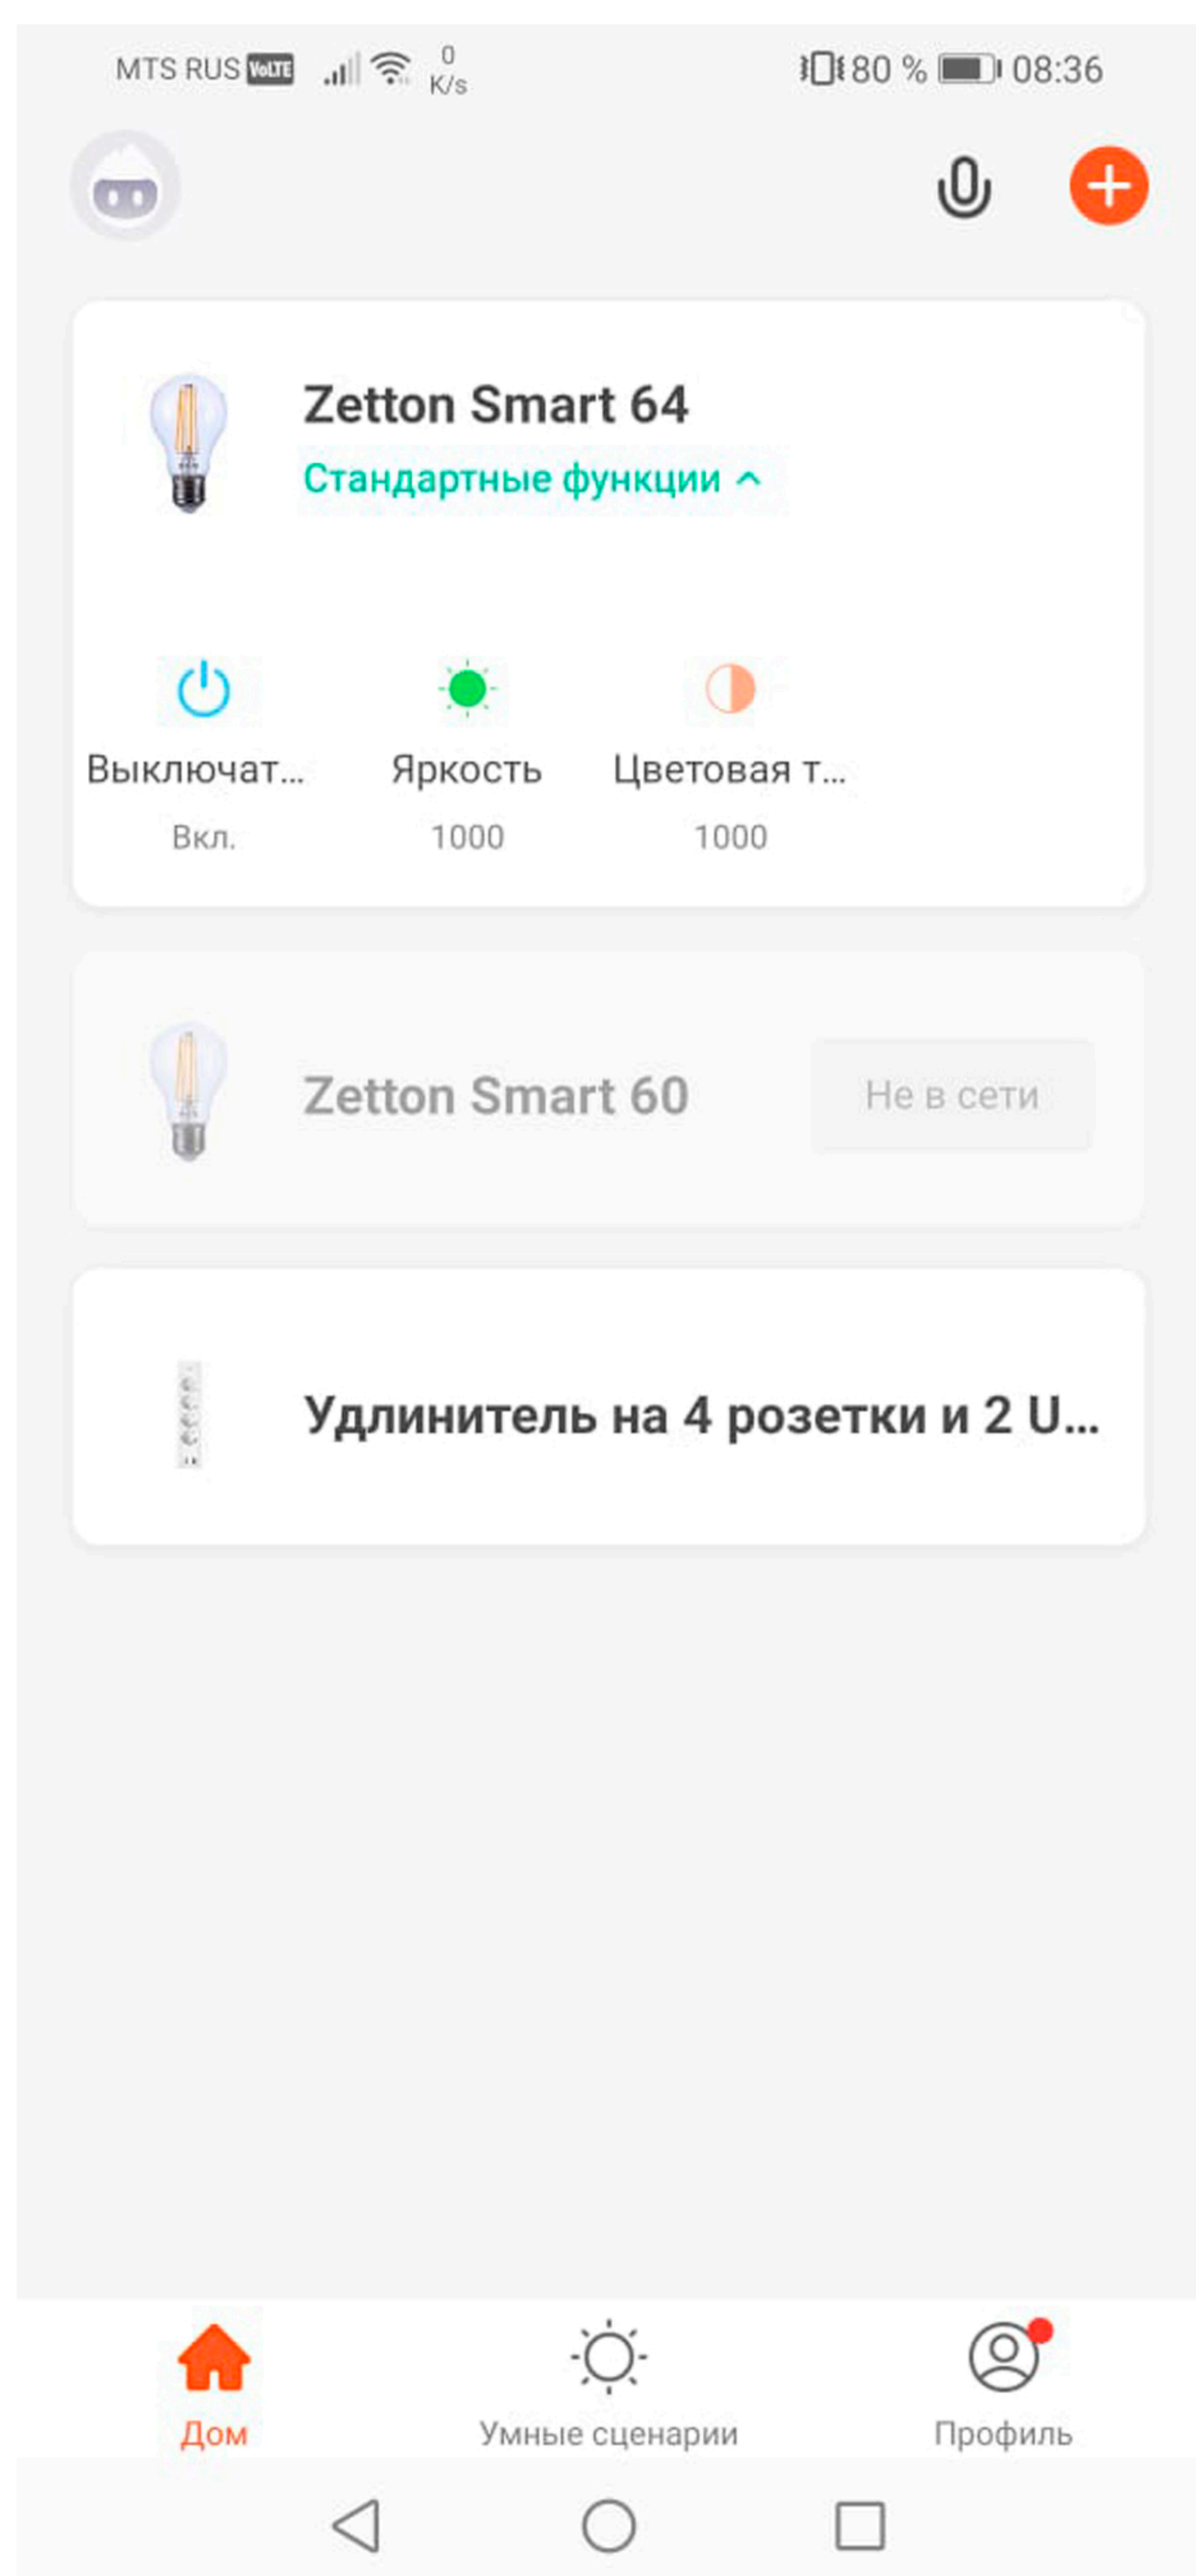 MTS RUS VoLTE 0 K/s 80 % 08:36
Zetton Smart 64
Стандартные функции
Выключат... Яркость Цветовая т...
Вкл. 1000 1000
Zetton Smart 60 Не в сети
Удлинитель на 4 розетки и 2 U...
Дом Умные сценарии Профиль